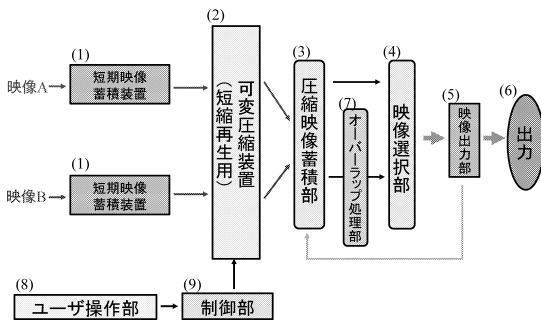 (1)
映像A
短期映像
蓄積装置
(1)
映像B
短期映像
蓄積装置
(2)
可変圧縮装置
(短縮再生用)
(3)
圧縮映像蓄積部
(7)
オーバーラップ処理部
(4)
映像選択部
(5)
映像出力部
(6)
出力
(8)
ユーザ操作部
(9)
制御部